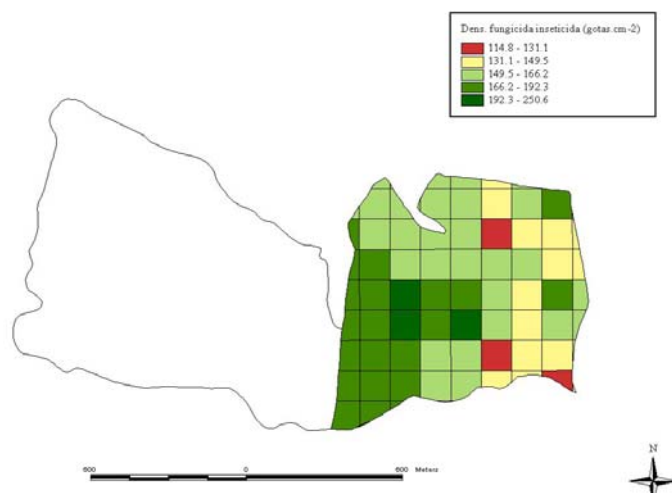 Dens. fungicida inseticida (gotas.cm-2)
114.8 - 131.1
131.1 - 149.5
149.5 - 166.2
166.2 - 192.3
192.3 - 250.6
N
600 0 600 Meters